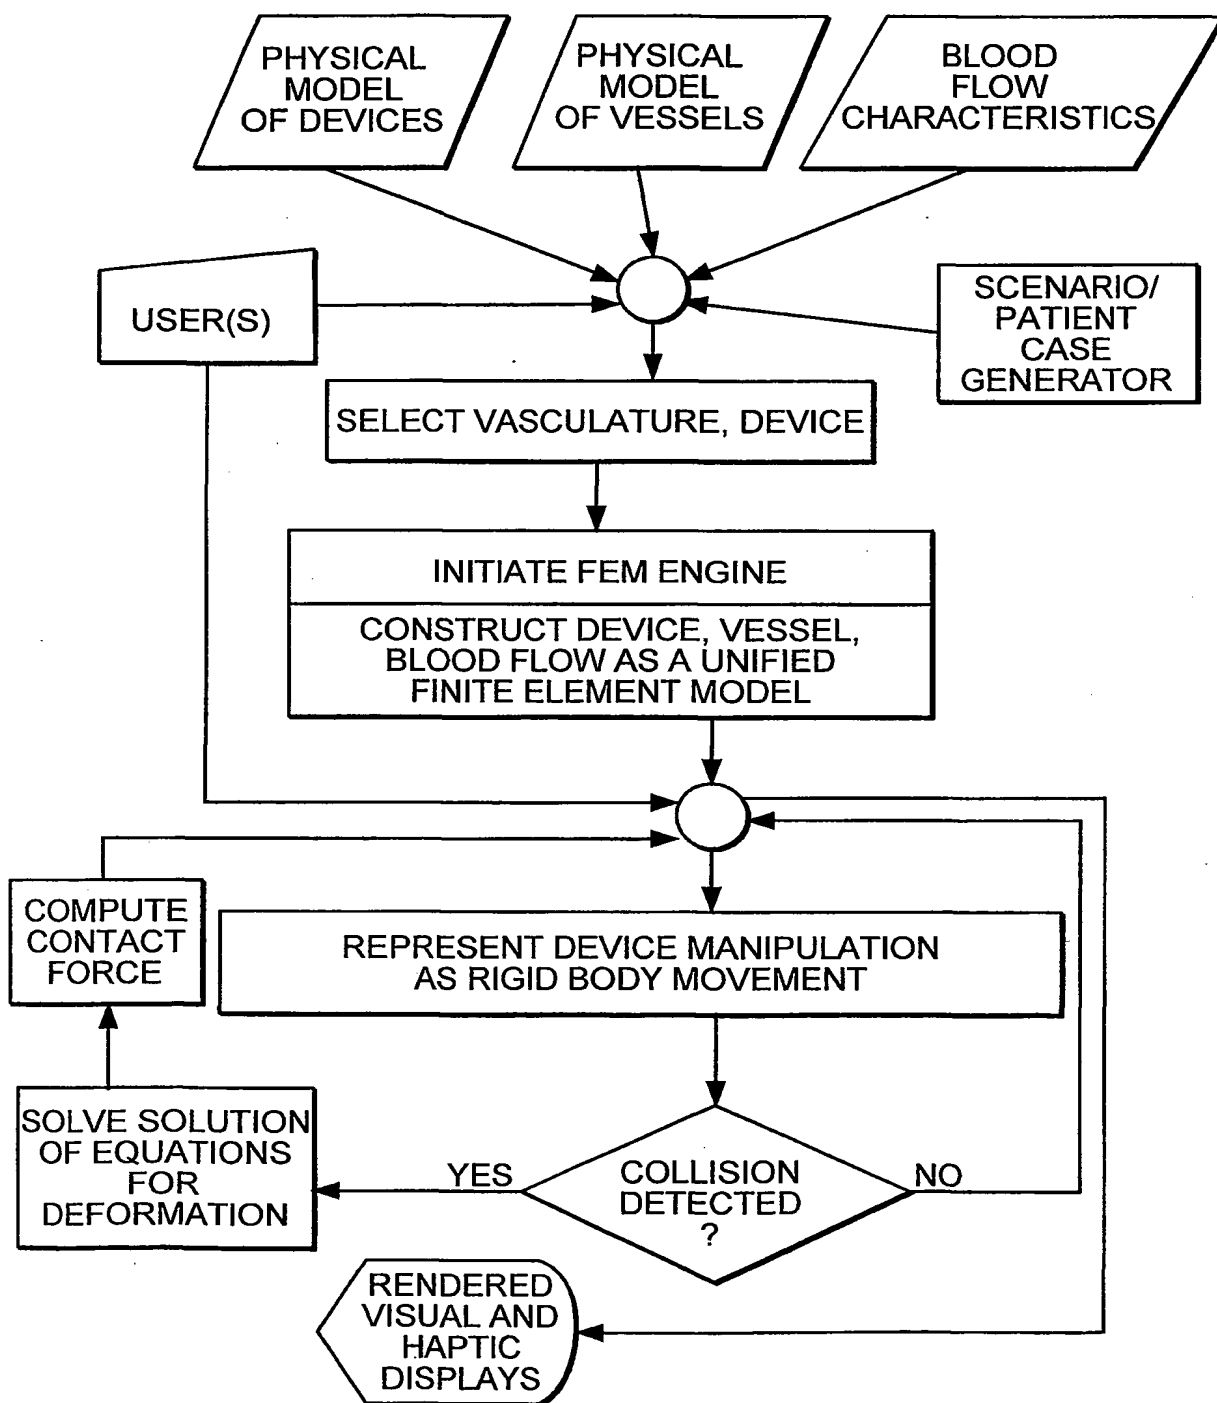 PHYSICAL
MODEL
OF DEVICES
PHYSICAL
MODEL
OF VESSELS
BLOOD
FLOW
CHARACTERISTICS
USER(S)
SCENARIO/
PATIENT
CASE
GENERATOR
SELECT VASCULATURE, DEVICE
INITIATE FEM ENGINE
CONSTRUCT DEVICE, VESSEL,
BLOOD FLOW AS A UNIFIED
FINITE ELEMENT MODEL
COMPUTE
CONTACT
FORCE
REPRESENT DEVICE MANIPULATION
AS RIGID BODY MOVEMENT
SOLVE SOLUTION
OF EQUATIONS
FOR
DEFORMATION
YES
COLLISION
DETECTED
?
NO
RENDERED
VISUAL AND
HAPTIC
DISPLAYS